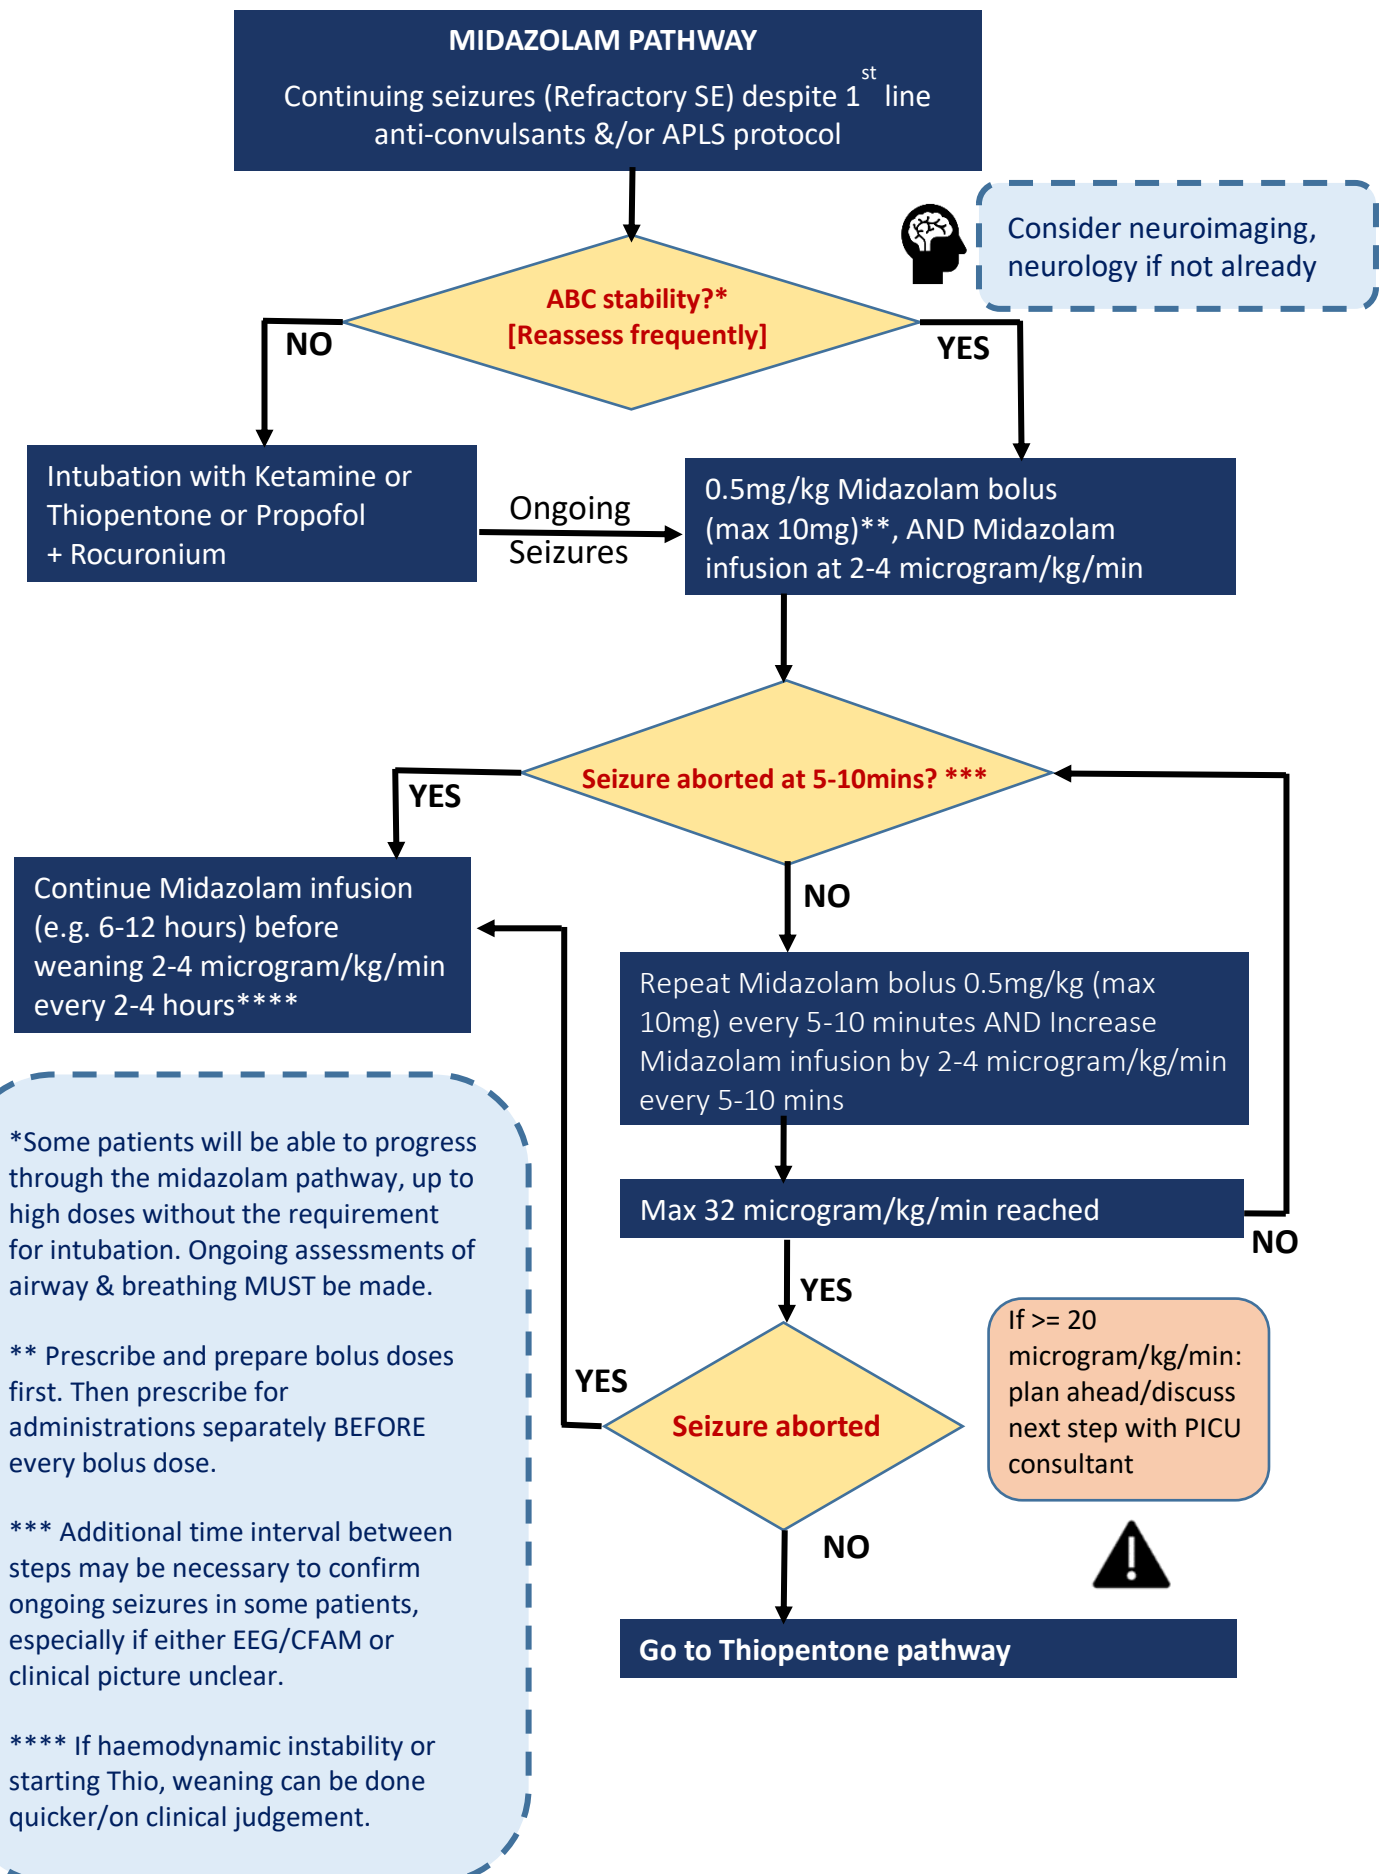 MIDAZOLAM PATHWAY
Continuing seizures (Refractory SE) despite 1st line
anti-convulsants &/or APLS protocol
Consider neuroimaging,
neurology if not already
ABC stability?*
[Reassess frequently]
NO
YES
Intubation with Ketamine or
Thiopentone or Propofol
+ Rocuronium
Ongoing
Seizures
0.5mg/kg Midazolam bolus
(max 10mg)**, AND Midazolam
infusion at 2-4 microgram/kg/min
Seizure aborted at 5-10mins? ***
YES
NO
Continue Midazolam infusion
(e.g. 6-12 hours) before
weaning 2-4 microgram/kg/min
every 2-4 hours****
Repeat Midazolam bolus 0.5mg/kg (max
10mg) every 5-10 minutes AND Increase
Midazolam infusion by 2-4 microgram/kg/min
every 5-10 mins
Max 32 microgram/kg/min reached
NO
YES
If >= 20
microgram/kg/min:
plan ahead/discuss
next step with PICU
consultant
YES
Seizure aborted
NO
Go to Thiopentone pathway
*Some patients will be able to progress
through the midazolam pathway, up to
high doses without the requirement
for intubation. Ongoing assessments of
airway & breathing MUST be made.
** Prescribe and prepare bolus doses
first. Then prescribe for
administrations separately BEFORE
every bolus dose.
*** Additional time interval between
steps may be necessary to confirm
ongoing seizures in some patients,
especially if either EEG/CFAM or
clinical picture unclear.
**** If haemodynamic instability or
starting Thio, weaning can be done
quicker/on clinical judgement.